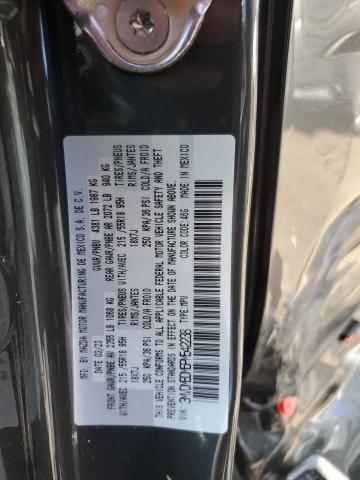 MFD BY: MAZDA MOTOR MANUFACTURING DE MEXICO S.A. DE C.V.
DATE: 03/23 GVWR/PNBV 4381 LB 1987 KG
FRONT GAWR/PNBE AV 2355 LB 1068 KG REAR GAWR/PNBE AR 2072 LB 940 KG
WITH/AVEC 215/55R18 95H TIRES/PNEUS WITH/AVEC 215/55R18 95H TIRES/PNEUS
18X7J RIMS/JANTES 18X7J RIMS/JANTES
250 KPA/36 PSI COLD/A FROID 250 KPA/36 PSI COLD/A FROID
THIS VEHICLE CONFORMS TO ALL APPLICABLE FEDERAL MOTOR VEHICLE SAFETY AND
THEFT PREVENTION STANDARDS IN EFFECT ON THE DATE OF MANUFACTURE SHOWN ABOVE.
COLOR CODE: 46G
MADE IN MEXICO
TYPE: MPV
VIN: